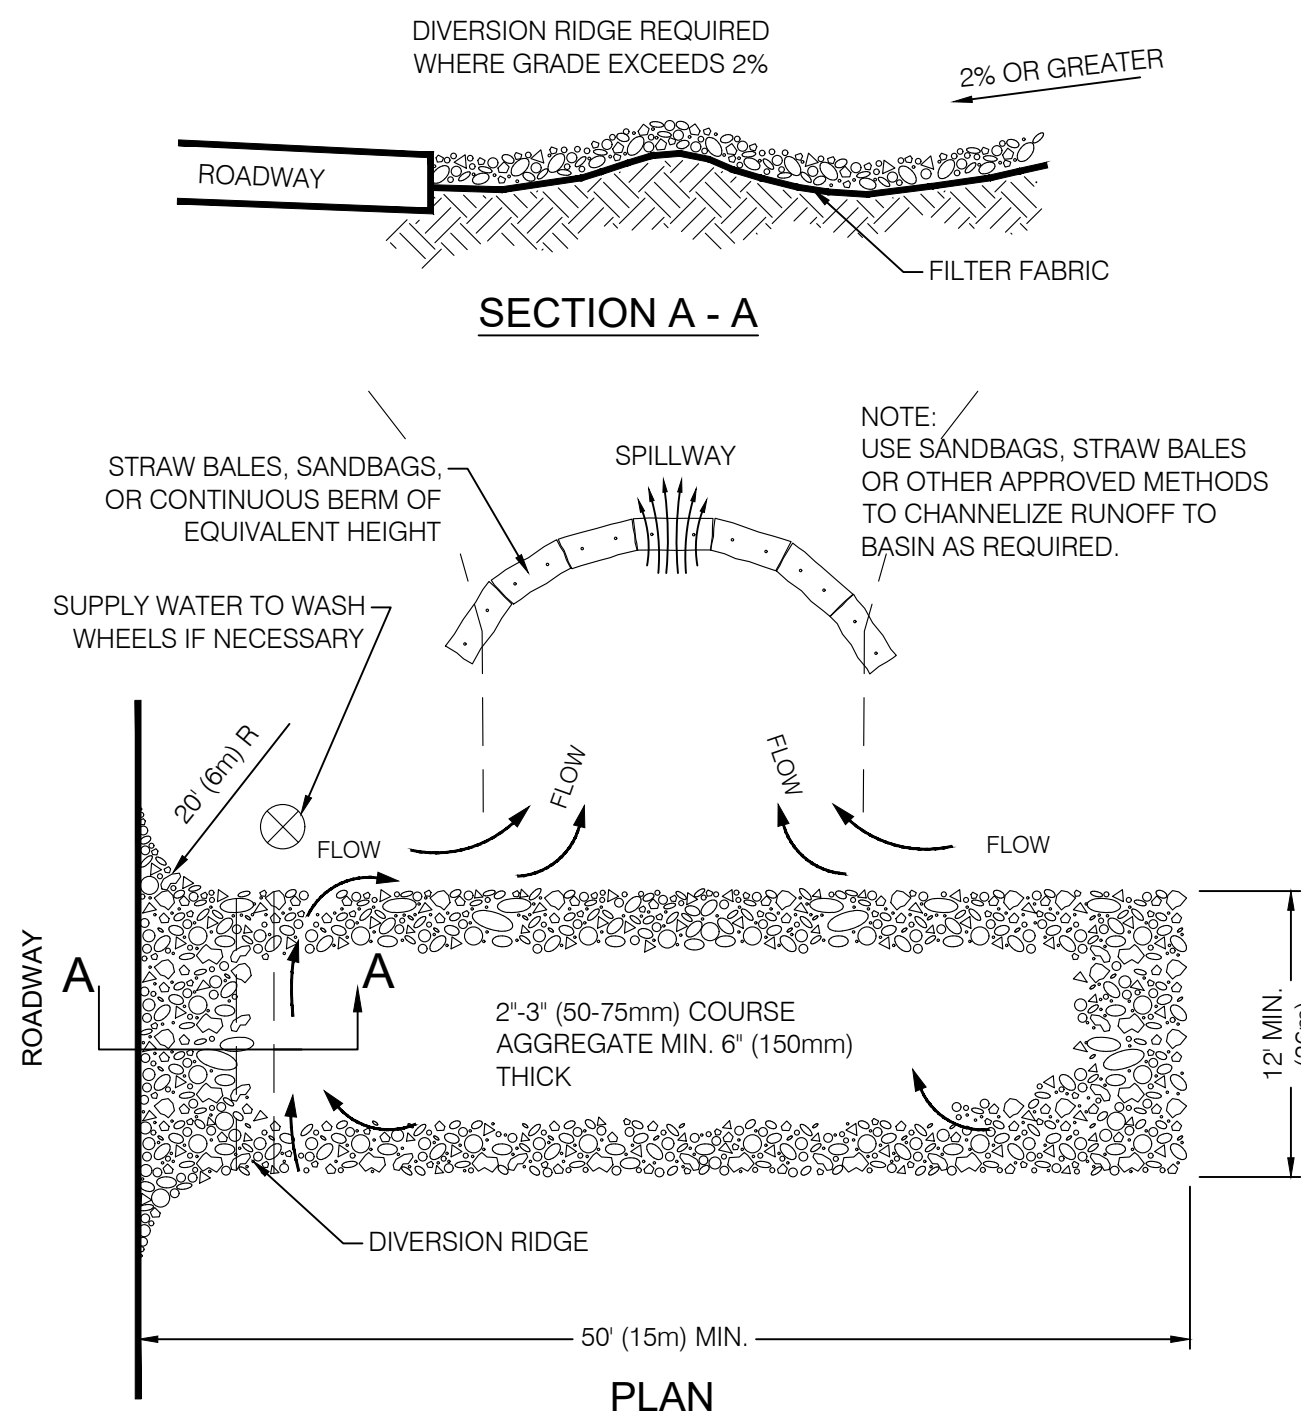 DIVERSION RIDGE REQUIRED
WHERE GRADE EXCEEDS 2%
2% OR GREATER
ROADWAY
FILTER FABRIC
SECTION A - A
NOTE:
USE SANDBAGS, STRAW BALES
OR OTHER APPROVED METHODS
TO CHANNELIZE RUNOFF TO
BASIN AS REQUIRED.
SPILLWAY
STRAW BALES, SANDBAGS,
OR CONTINUOUS BERM OF
EQUIVALENT HEIGHT
SUPPLY WATER TO WASH
WHEELS IF NECESSARY
20' (6m) R
FLOW
FLOW
FLOW
FLOW
ROADWAY
A
A
2"-3" (50-75mm) COURSE
AGGREGATE MIN. 6" (150mm)
THICK
12' MIN.
DIVERSION RIDGE
50' (15m) MIN.
PLAN